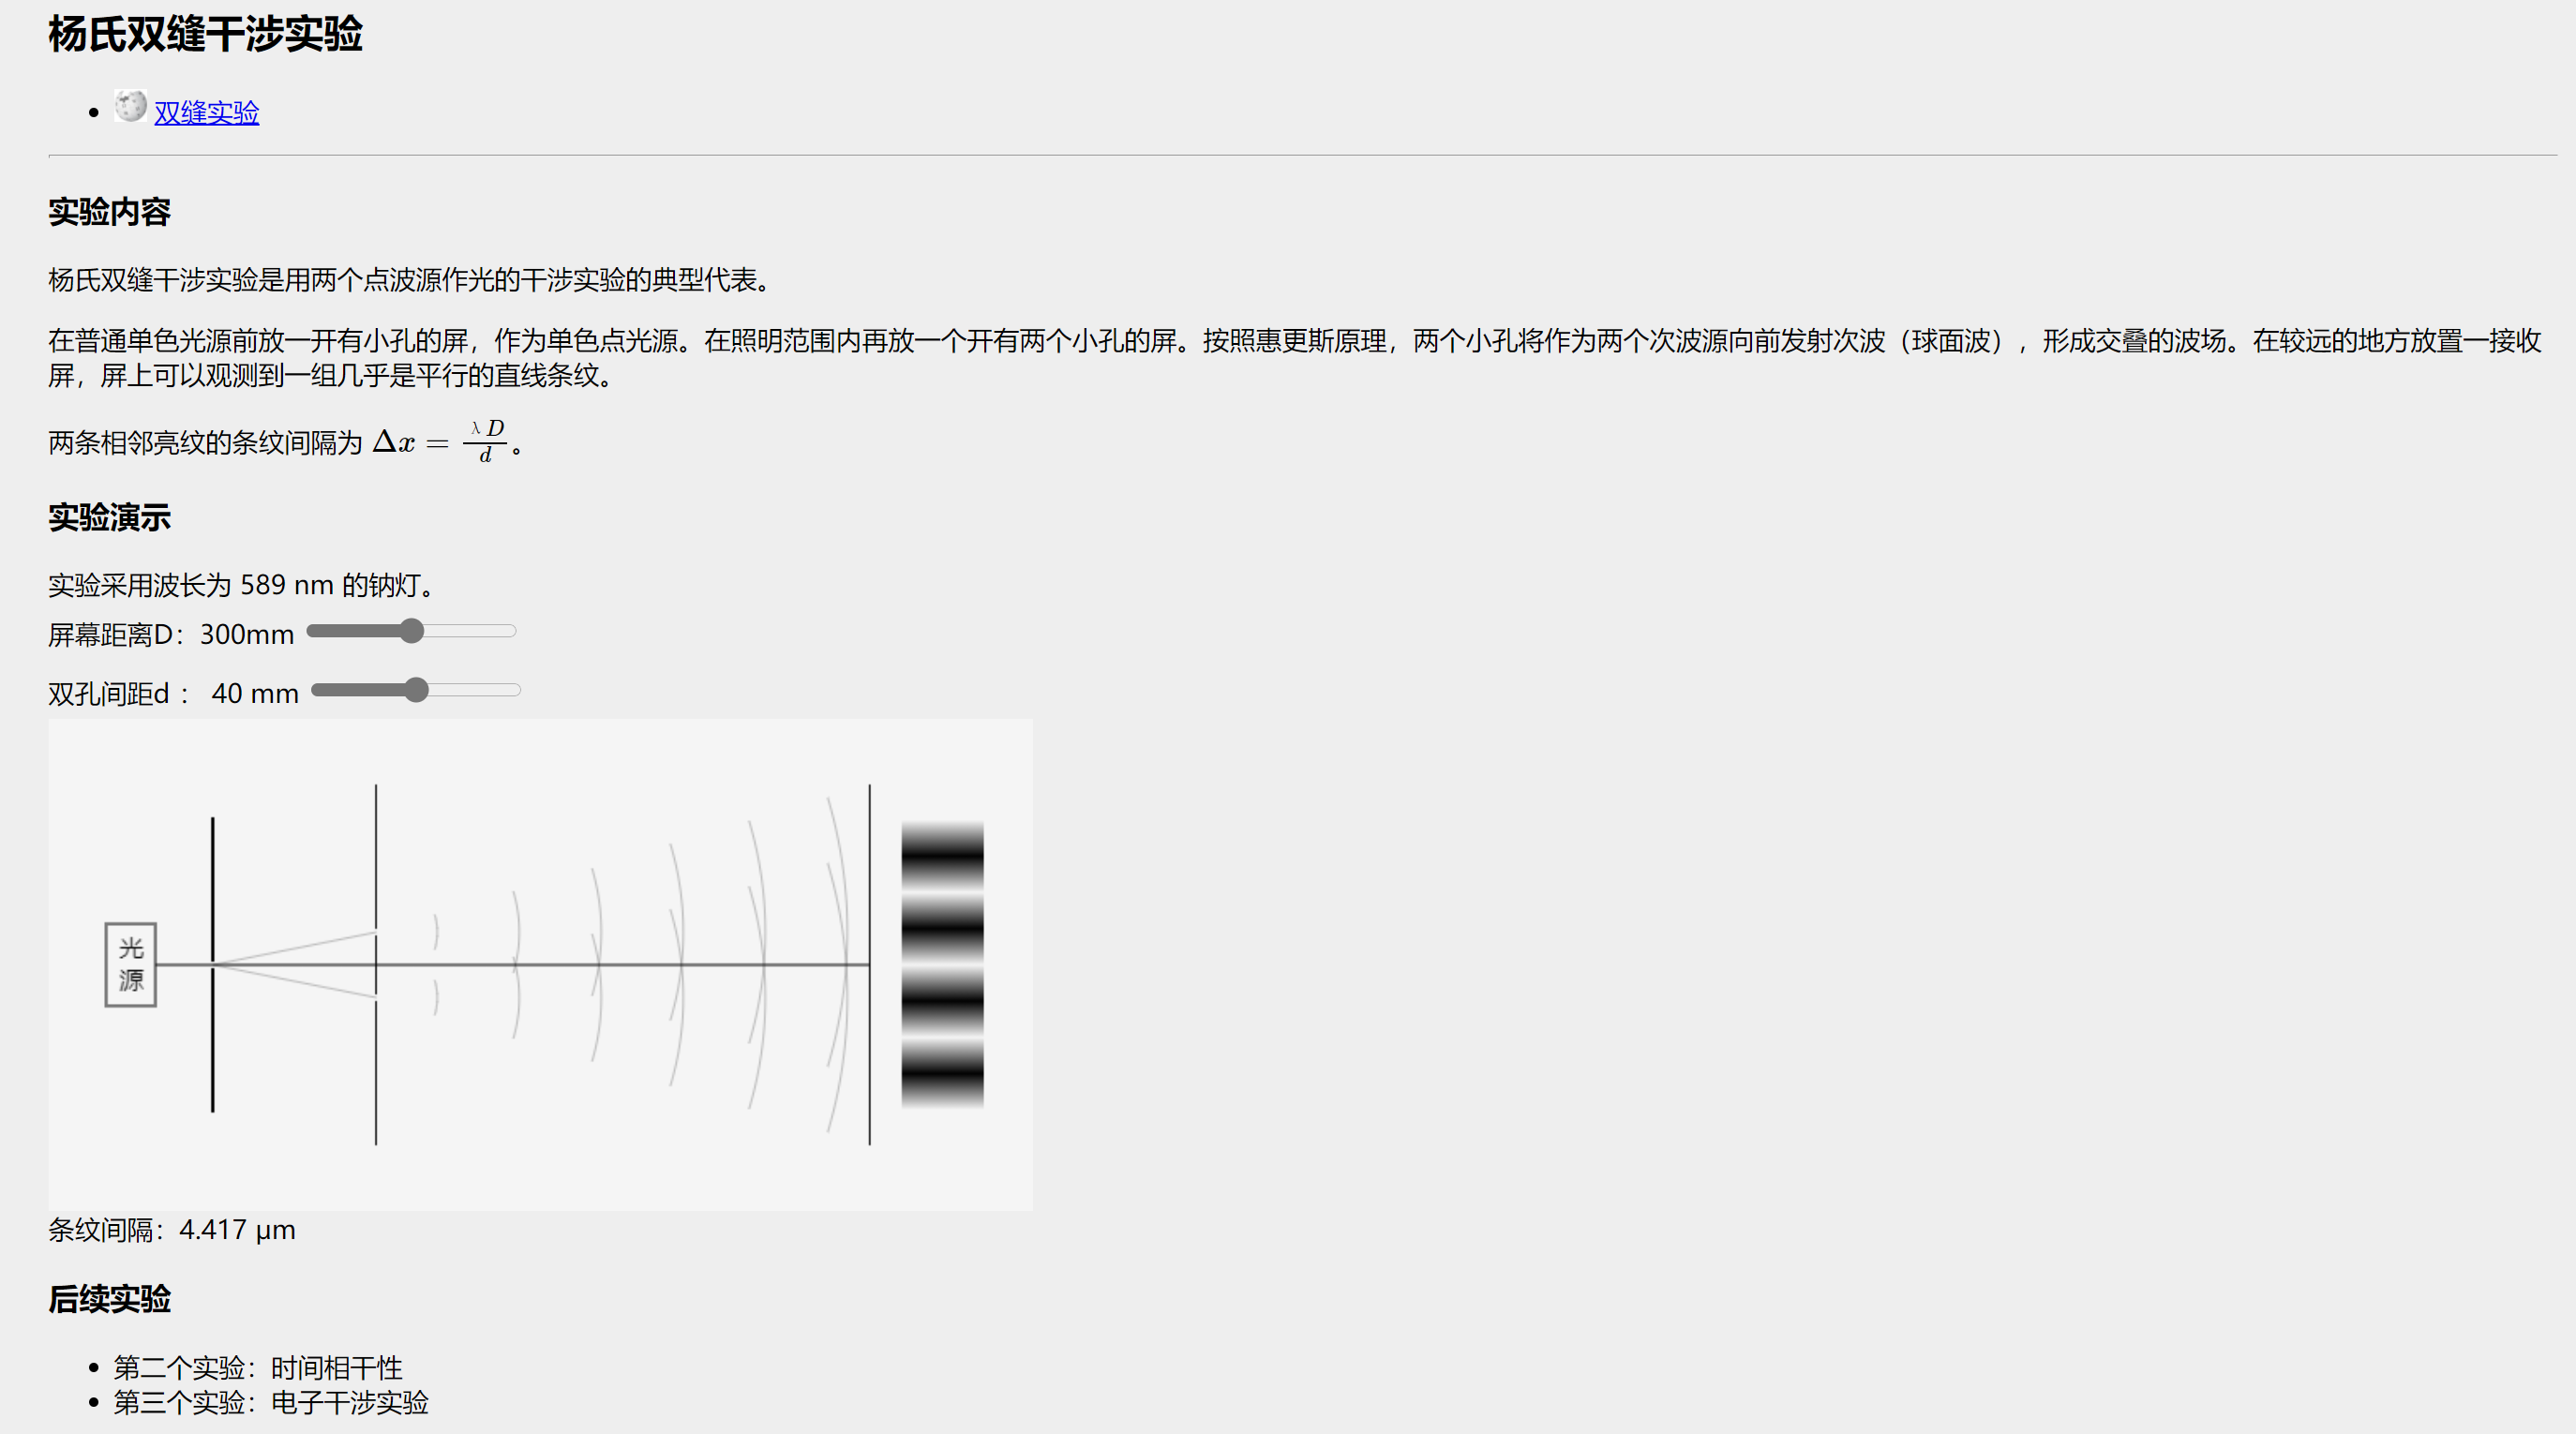 杨氏双缝干涉实验
双缝实验
实验内容
杨氏双缝干涉实验是用两个点波源作光的干涉实验的典型代表。
在普通单色光源前放一开有小孔的屏，作为单色点光源。在照明范围内再放一个开有两个小孔的屏。按照惠更斯原理，两个小孔将作为两个次波源向前发射次波（球面波），形成交叠的波场。在较远的地方放置一接收
屏，屏上可以观测到一组几乎是平行的直线条纹。
两条相邻亮纹的条纹间隔为 Δx = λD/d。
实验演示
实验采用波长为 589 nm 的钠灯。
屏幕距离D：300mm
双孔间距d： 40 mm
光
源
条纹间隔：4.417 μm
后续实验
第二个实验：时间相干性
第三个实验：电子干涉实验